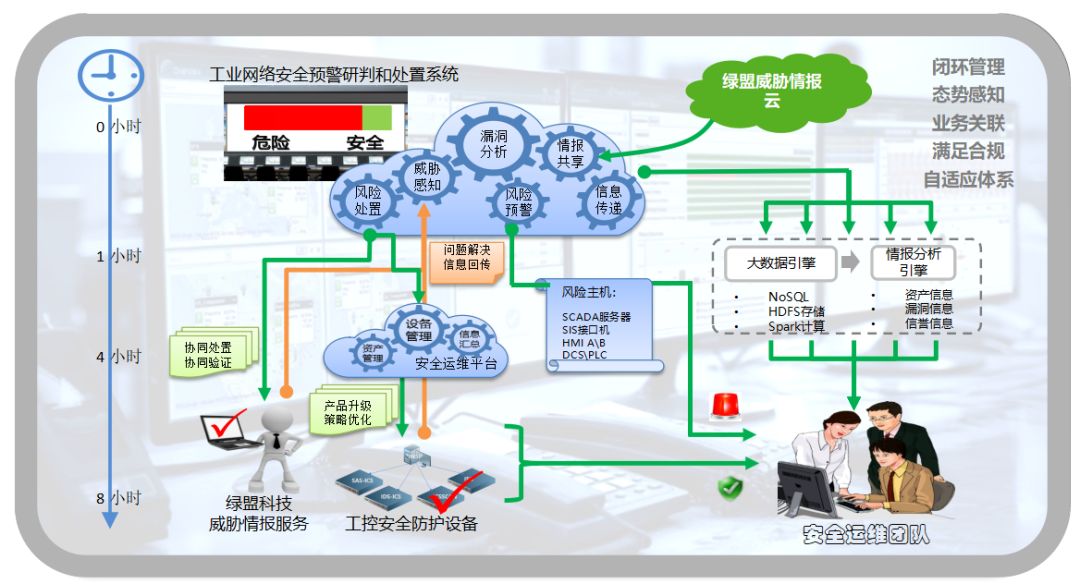 工业网络安全预警研判和处置系统
危险 安全
绿盟威胁情报
云
闭环管理
态势感知
业务关联
满足合规
自适应体系
0 小时
1 小时
4 小时
8 小时
漏洞
分析
情报
共享
威胁
感知
风险
处置
风险
预警
信息
传递
问题解决
信息回传
风险主机:
SCADA服务器
SIS接口机
HMI A\B
DCS\PLC
大数据引擎
情报分析
引擎
• NoSQL
• HDFS存储
• Spark计算
• 资产信息
• 漏洞信息
• 信誉信息
设备
管理
资产
管理
信息
汇总
安全运维平台
协同处置
协同验证
产品升级
策略优化
绿盟科技
威胁情报服务
SAS-ICS
IDS-ICS
工控安全防护设备
安全运维团队